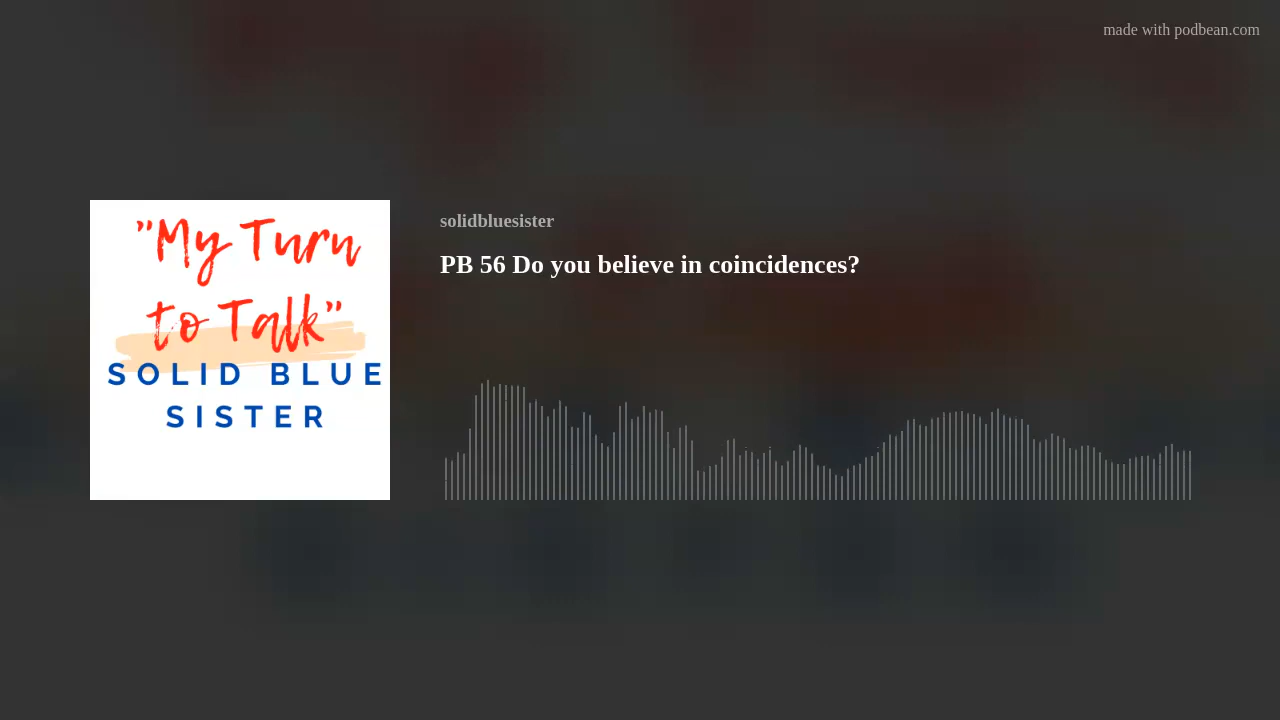 made with podbean.com
"My Turn
to Talk"
SOLID BLUE
SISTER
solidbluesister
PB 56 Do you believe in coincidences?